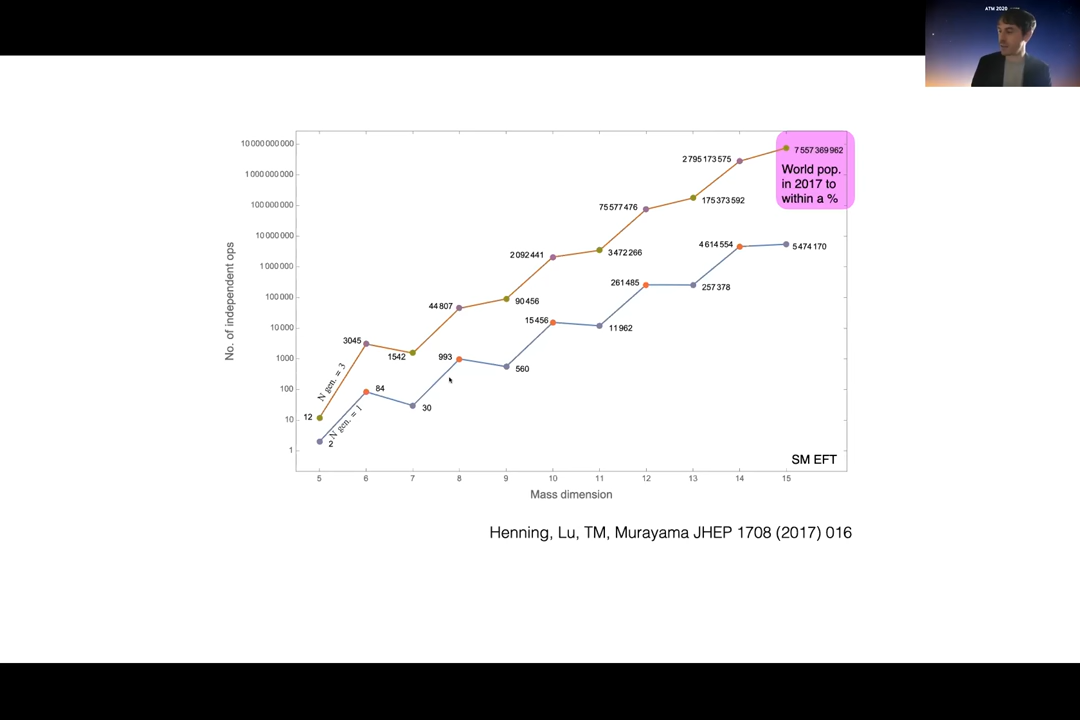 ATM 2020
10 000 000 000
1 000 000 000
100 000 000
10 000 000
1 000 000
100 000
10 000
1000
100
10
1
No. of independent ops
12
3045
1542
44 807
90 456
2 092 441
3 472 266
75 577 476
175 373 592
2 795 173 575
7 557 369 962
World pop.
in 2017 to
within a %
N gen. = 3
2
84
30
993
560
15 456
11 962
261 485
257 378
4 614 554
5 474 170
N gen. = 1
SM EFT
5 6 7 8 9 10 11 12 13 14 15
Mass dimension
Henning, Lu, TM, Murayama JHEP 1708 (2017) 016